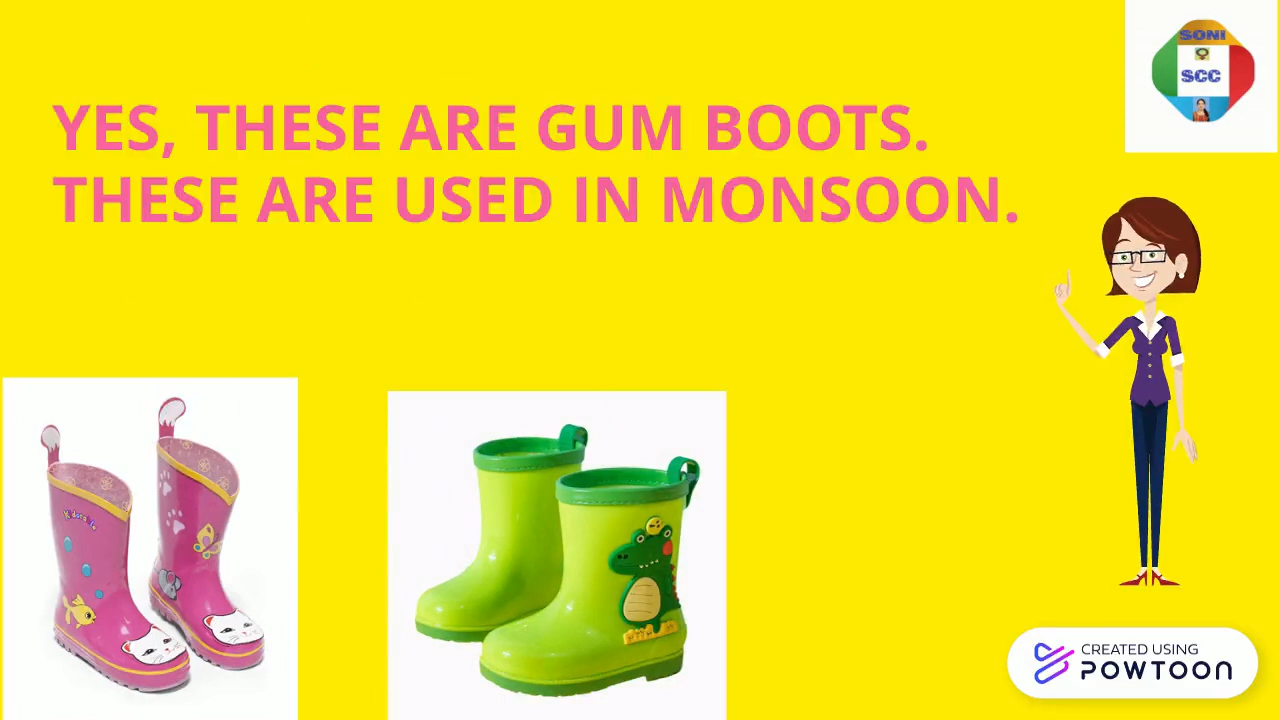 SONI
SCC
YES, THESE ARE GUM BOOTS.
THESE ARE USED IN MONSOON.
CREATED USING
POWTOON